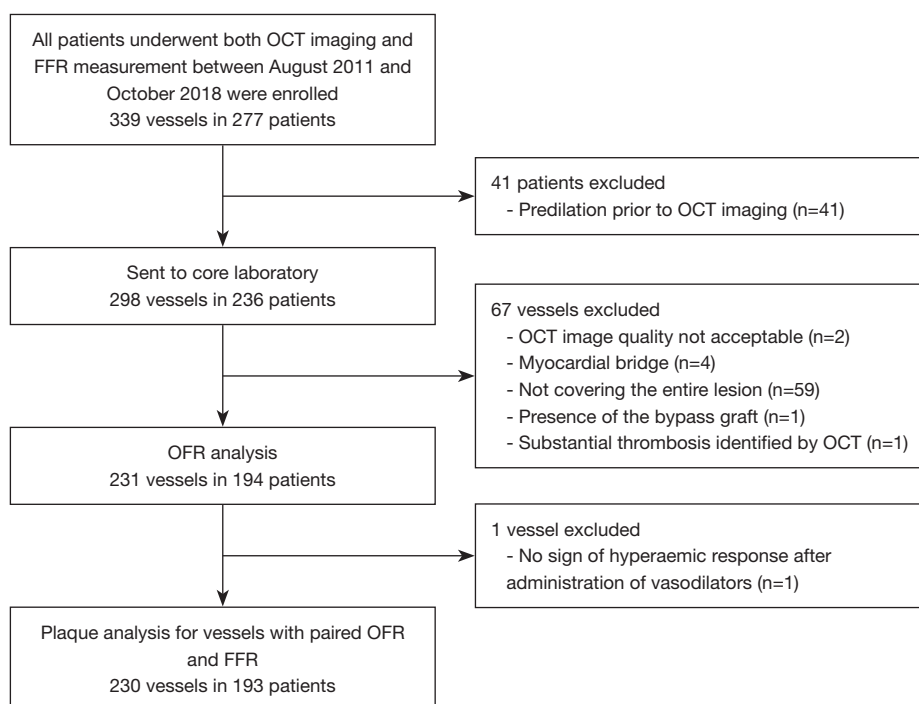 All patients underwent both OCT imaging and
FFR measurement between August 2011 and
October 2018 were enrolled
339 vessels in 277 patients
41 patients excluded
- Predilation prior to OCT imaging (n=41)
Sent to core laboratory
298 vessels in 236 patients
67 vessels excluded
- OCT image quality not acceptable (n=2)
- Myocardial bridge (n=4)
- Not covering the entire lesion (n=59)
- Presence of the bypass graft (n=1)
- Substantial thrombosis identified by OCT (n=1)
OFR analysis
231 vessels in 194 patients
1 vessel excluded
- No sign of hyperaemic response after
administration of vasodilators (n=1)
Plaque analysis for vessels with paired OFR
and FFR
230 vessels in 193 patients